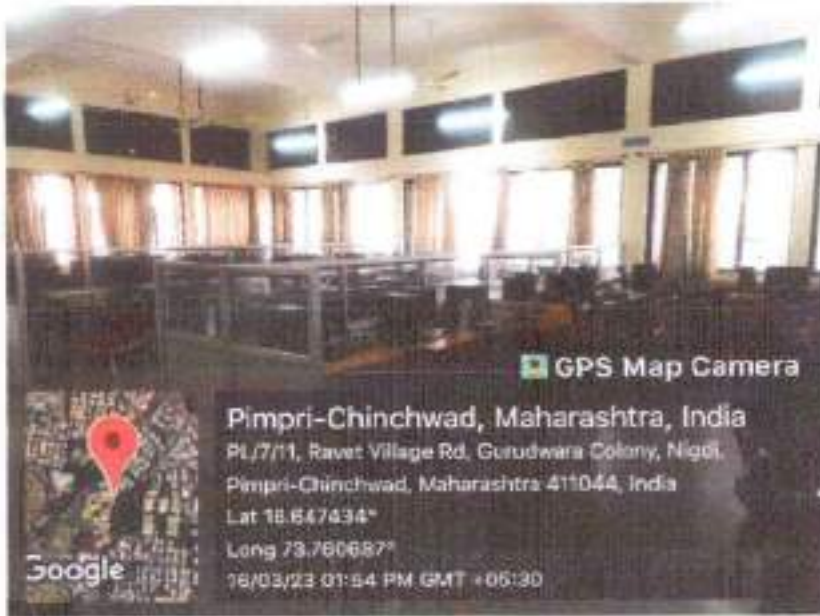 GPS Map Camera
Pimpri-Chinchwad, Maharashtra, India
PL/7/11, Ravet Village Rd, Gurudwara Colony, Nigdi,
Pimpri-Chinchwad, Maharashtra 411044, India
Lat 18.647434°
Long 73.760687°
16/03/23 01:54 PM GMT +05:30
Google